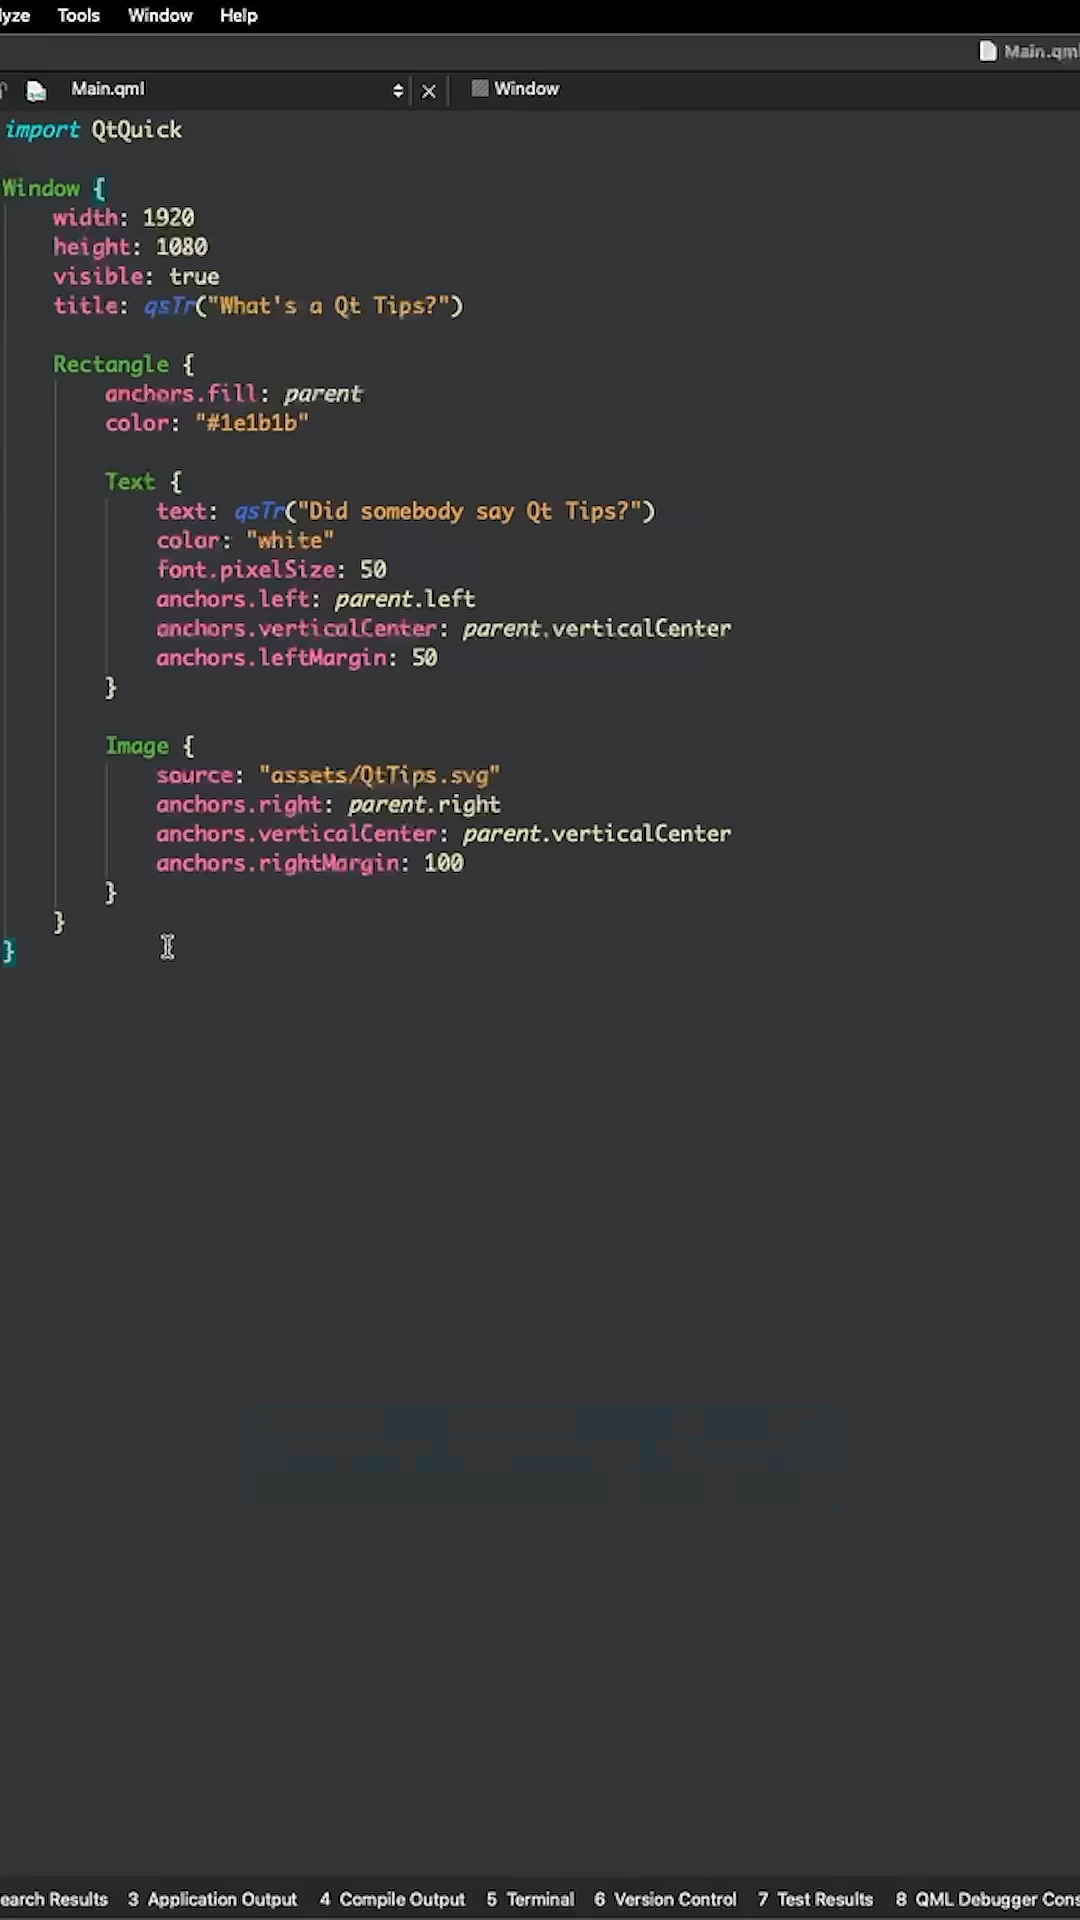 Tools Window Help
Main.qml
Main.qml Window
import QtQuick
Window {
width: 1920
height: 1080
visible: true
title: qsTr("What's a Qt Tips?")
Rectangle {
anchors.fill: parent
color: "#1e1b1b"
Text {
text: qsTr("Did somebody say Qt Tips?")
color: "white"
font.pixelSize: 50
anchors.left: parent.left
anchors.verticalCenter: parent.verticalCenter
anchors.leftMargin: 50
}
Image {
source: "assets/QtTips.svg"
anchors.right: parent.right
anchors.verticalCenter: parent.verticalCenter
anchors.rightMargin: 100
}
}
}
earch Results 3 Application Output 4 Compile Output 5 Terminal 6 Version Control 7 Test Results 8 QML Debugger Cons